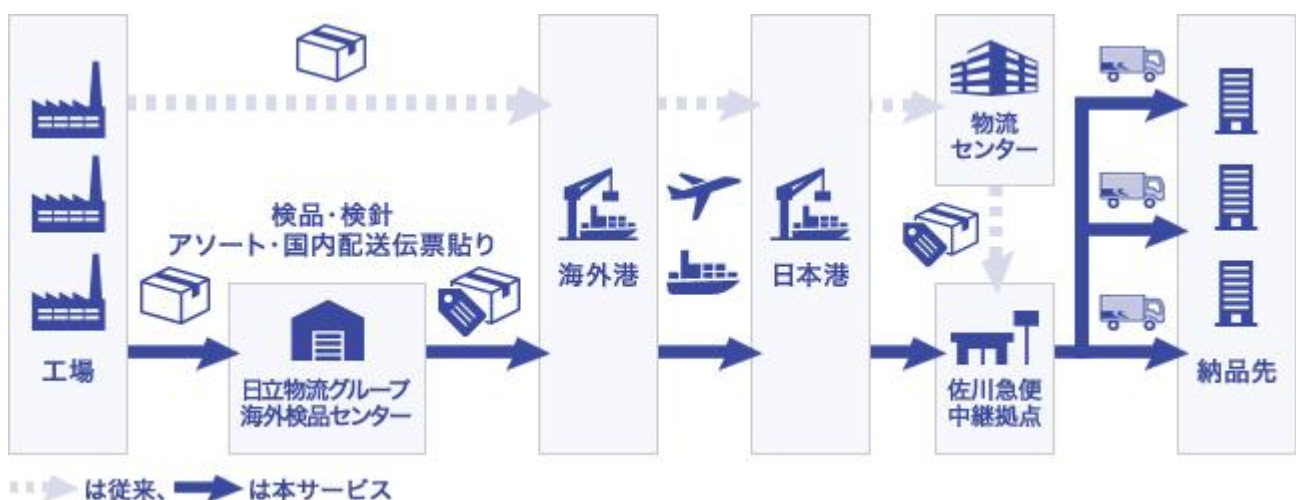 検品・検針
アソート・国内配送伝票貼り
工場
日立物流グループ
海外検品センター
海外港
日本港
物流
センター
佐川急便
中継拠点
納品先
は従来、
は本サービス